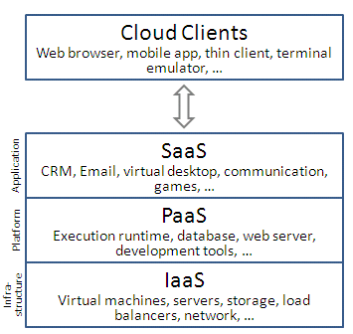 Cloud Clients
Web browser, mobile app, thin client, terminal
emulator, ...
Application
SaaS
CRM, Email, virtual desktop, communication,
games, ...
Platform
PaaS
Execution runtime, database, web server,
development tools, ...
Infra-
structure
IaaS
Virtual machines, servers, storage, load
balancers, network, ...